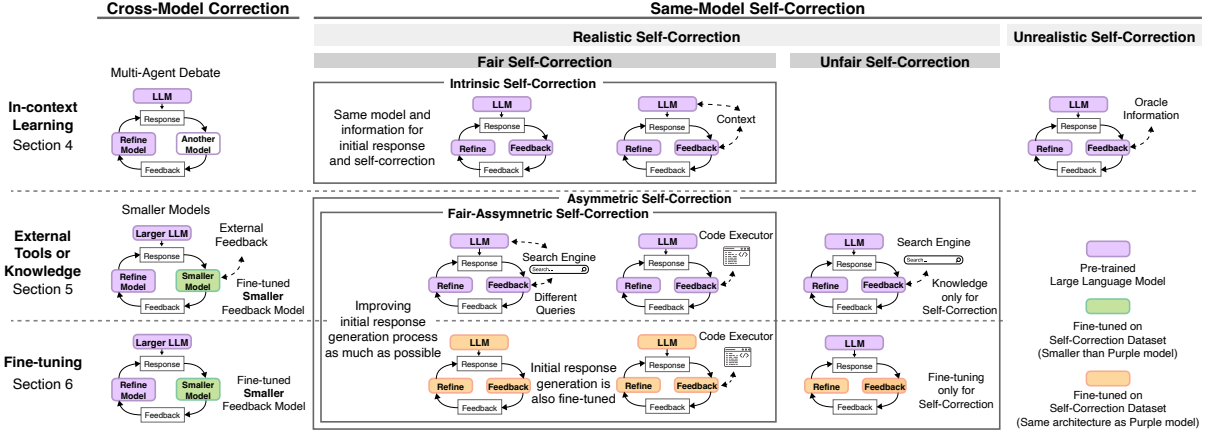 Cross-Model Correction
Same-Model Self-Correction
Realistic Self-Correction
Unrealistic Self-Correction
Fair Self-Correction
Unfair Self-Correction
In-context
Learning
Section 4
Multi-Agent Debate
LLM
Response
Refine
Model
Another
Model
Feedback
Intrinsic Self-Correction
Same model and
information for
initial response
and self-correction
LLM
Response
Refine
Feedback
Feedback
LLM
Response
Context
Refine
Feedback
Feedback
LLM
Response
Oracle
Information
Refine
Feedback
Feedback
External
Tools or
Knowledge
Section 5
Smaller Models
Larger LLM
Response
External
Feedback
Refine
Model
Smaller
Model
Feedback
Fine-tuned
Smaller
Feedback Model
Asymmetric Self-Correction
Fair-Assymnetric Self-Correction
Improving
initial response
generation process
as much as possible
LLM
Response
Search Engine
Search...
Refine
Feedback
Feedback
Different
Queries
LLM
Response
Code Executor
</>
Refine
Feedback
Feedback
LLM
Response
Search Engine
Search...
Refine
Feedback
Feedback
Knowledge
only for
Self-Correction
Fine-tuning
Section 6
Larger LLM
Response
Refine
Model
Smaller
Model
Feedback
Fine-tuned
Smaller
Feedback Model
LLM
Response
Refine
Feedback
Feedback
Initial response
generation is
also fine-tuned
LLM
Response
Code Executor
</>
Refine
Feedback
Feedback
LLM
Response
Refine
Feedback
Feedback
Fine-tuning
only for
Self-Correction
Pre-trained
Large Language Model
Fine-tuned on
Self-Correction Dataset
(Smaller than Purple model)
Fine-tuned on
Self-Correction Dataset
(Same architecture as Purple model)